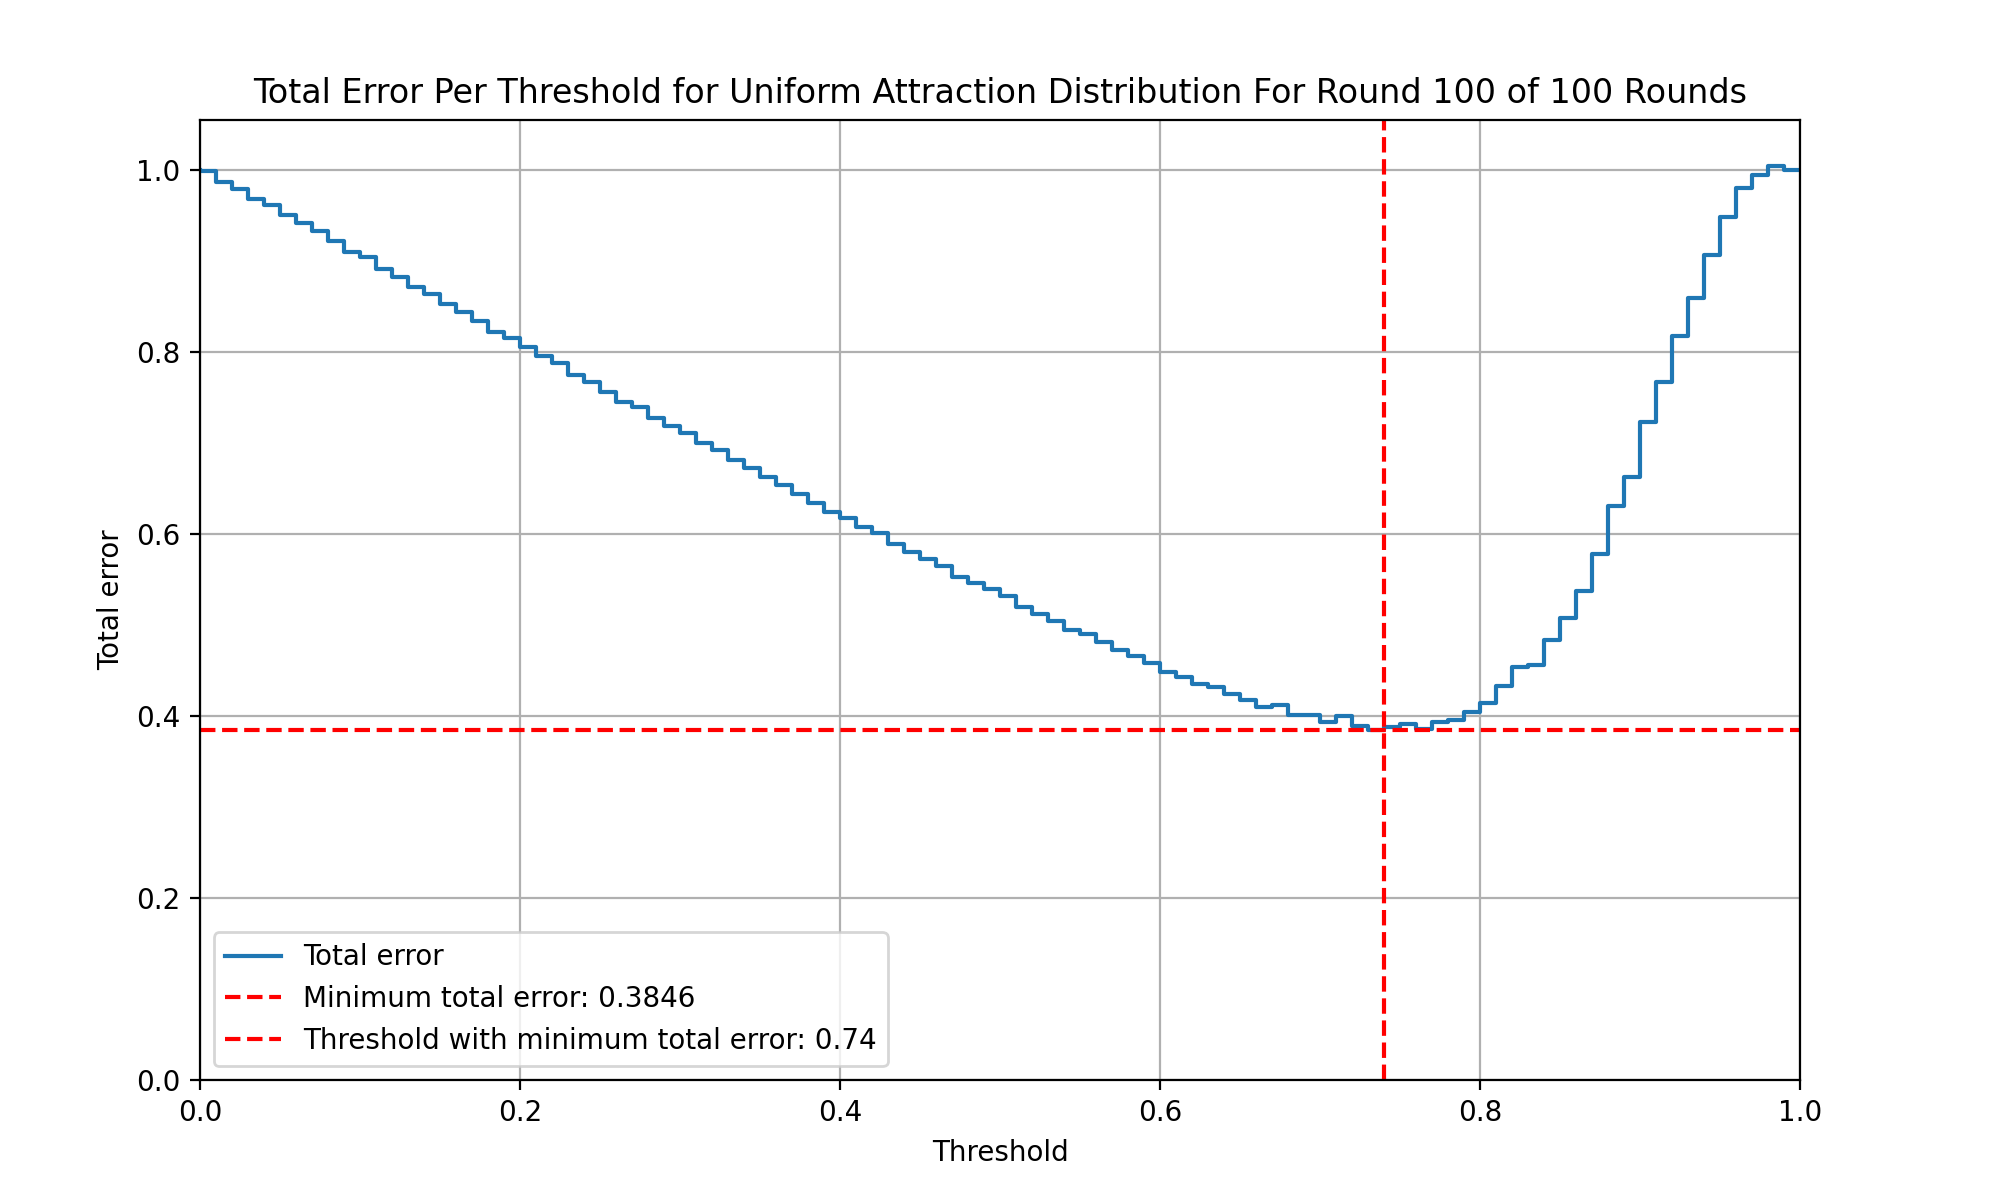 Total Error Per Threshold for Uniform Attraction Distribution For Round 100 of 100 Rounds
Total error
1.0
0.8
0.6
0.4
0.2
0.0
Total error
Minimum total error: 0.3846
Threshold with minimum total error: 0.74
0.0 0.2 0.4 0.6 0.8 1.0
Threshold